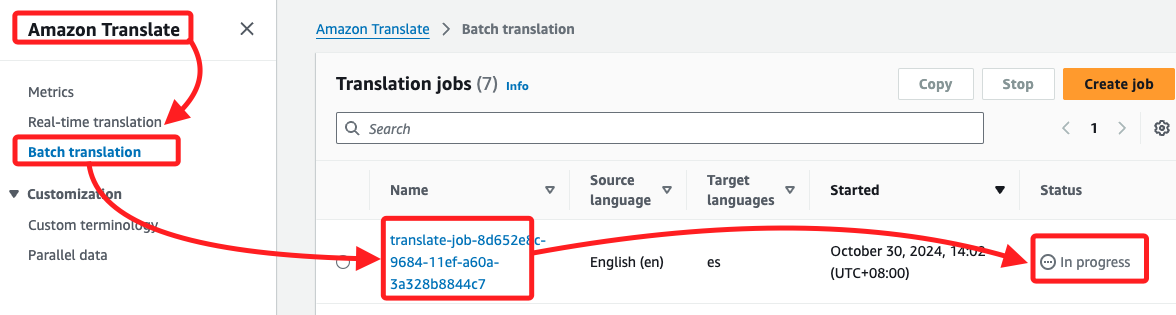 Amazon Translate
Metrics
Real-time translation
Batch translation
Customization
Custom terminology
Parallel data
Amazon Translate > Batch translation
Translation jobs (7) Info
Copy
Stop
Create job
Search
1
Name
Source language
Target languages
Started
Status
translate-job-8d652e8c-
9684-11ef-a60a-
3a328b8844c7
English (en)
es
October 30, 2024, 14:02
(UTC+08:00)
In progress